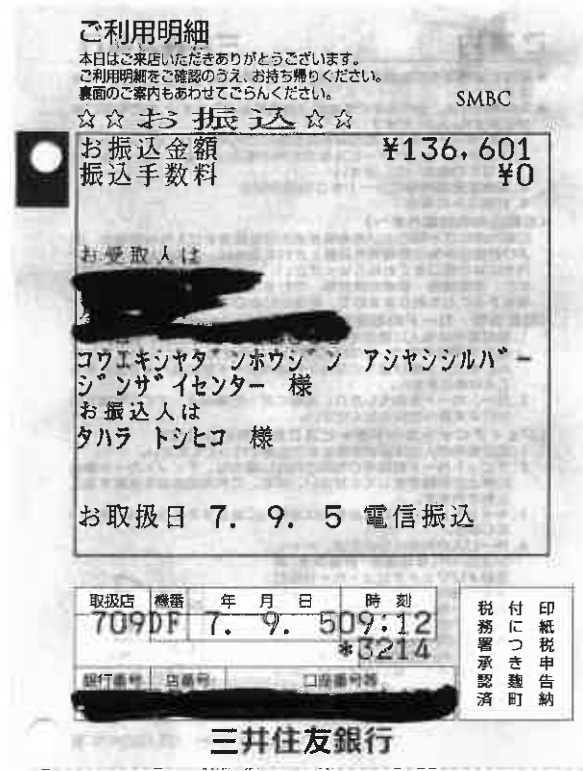 ご利用明細
本日はご来店いただきありがとうございます。
ご利用明細をご確認のうえ、お持ち帰りください。
裏面のご案内もあわせてごらんください。
SMBC
☆☆お振込☆☆
お振込金額 ¥136,601
振込手数料 ¥0
お受取人は
コウエキシヤダンホウジン アシヤシシルバー
ジンザイセンター 様
お振込人は
タハラ トシヒコ 様
お取扱日 7. 9. 5 電信振込
取扱店 機番 年 月 日 時 刻
709DF 7. 9. 509:12
*3214
銀行番号 店番号 口座番号等
印紙税申告納
付につき麹町
税務署承認済
三井住友銀行